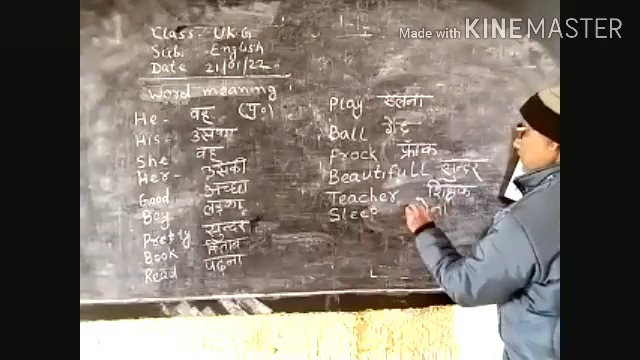 Made with KINEMASTER
Class:- UKG
Sub:- English
Date 21/01/22
Word meaning
He - वह (पु०)
His - उसका
She वह
Her - उसकी
Good अच्छा
Boy लड़का
Pretty सुन्दर
Book किताब
Read पढ़ना
Play खेलना
Ball गेंद
Frock फ्रॉक
Beautifull सुन्दर
Teacher शिक्षक
Sleep